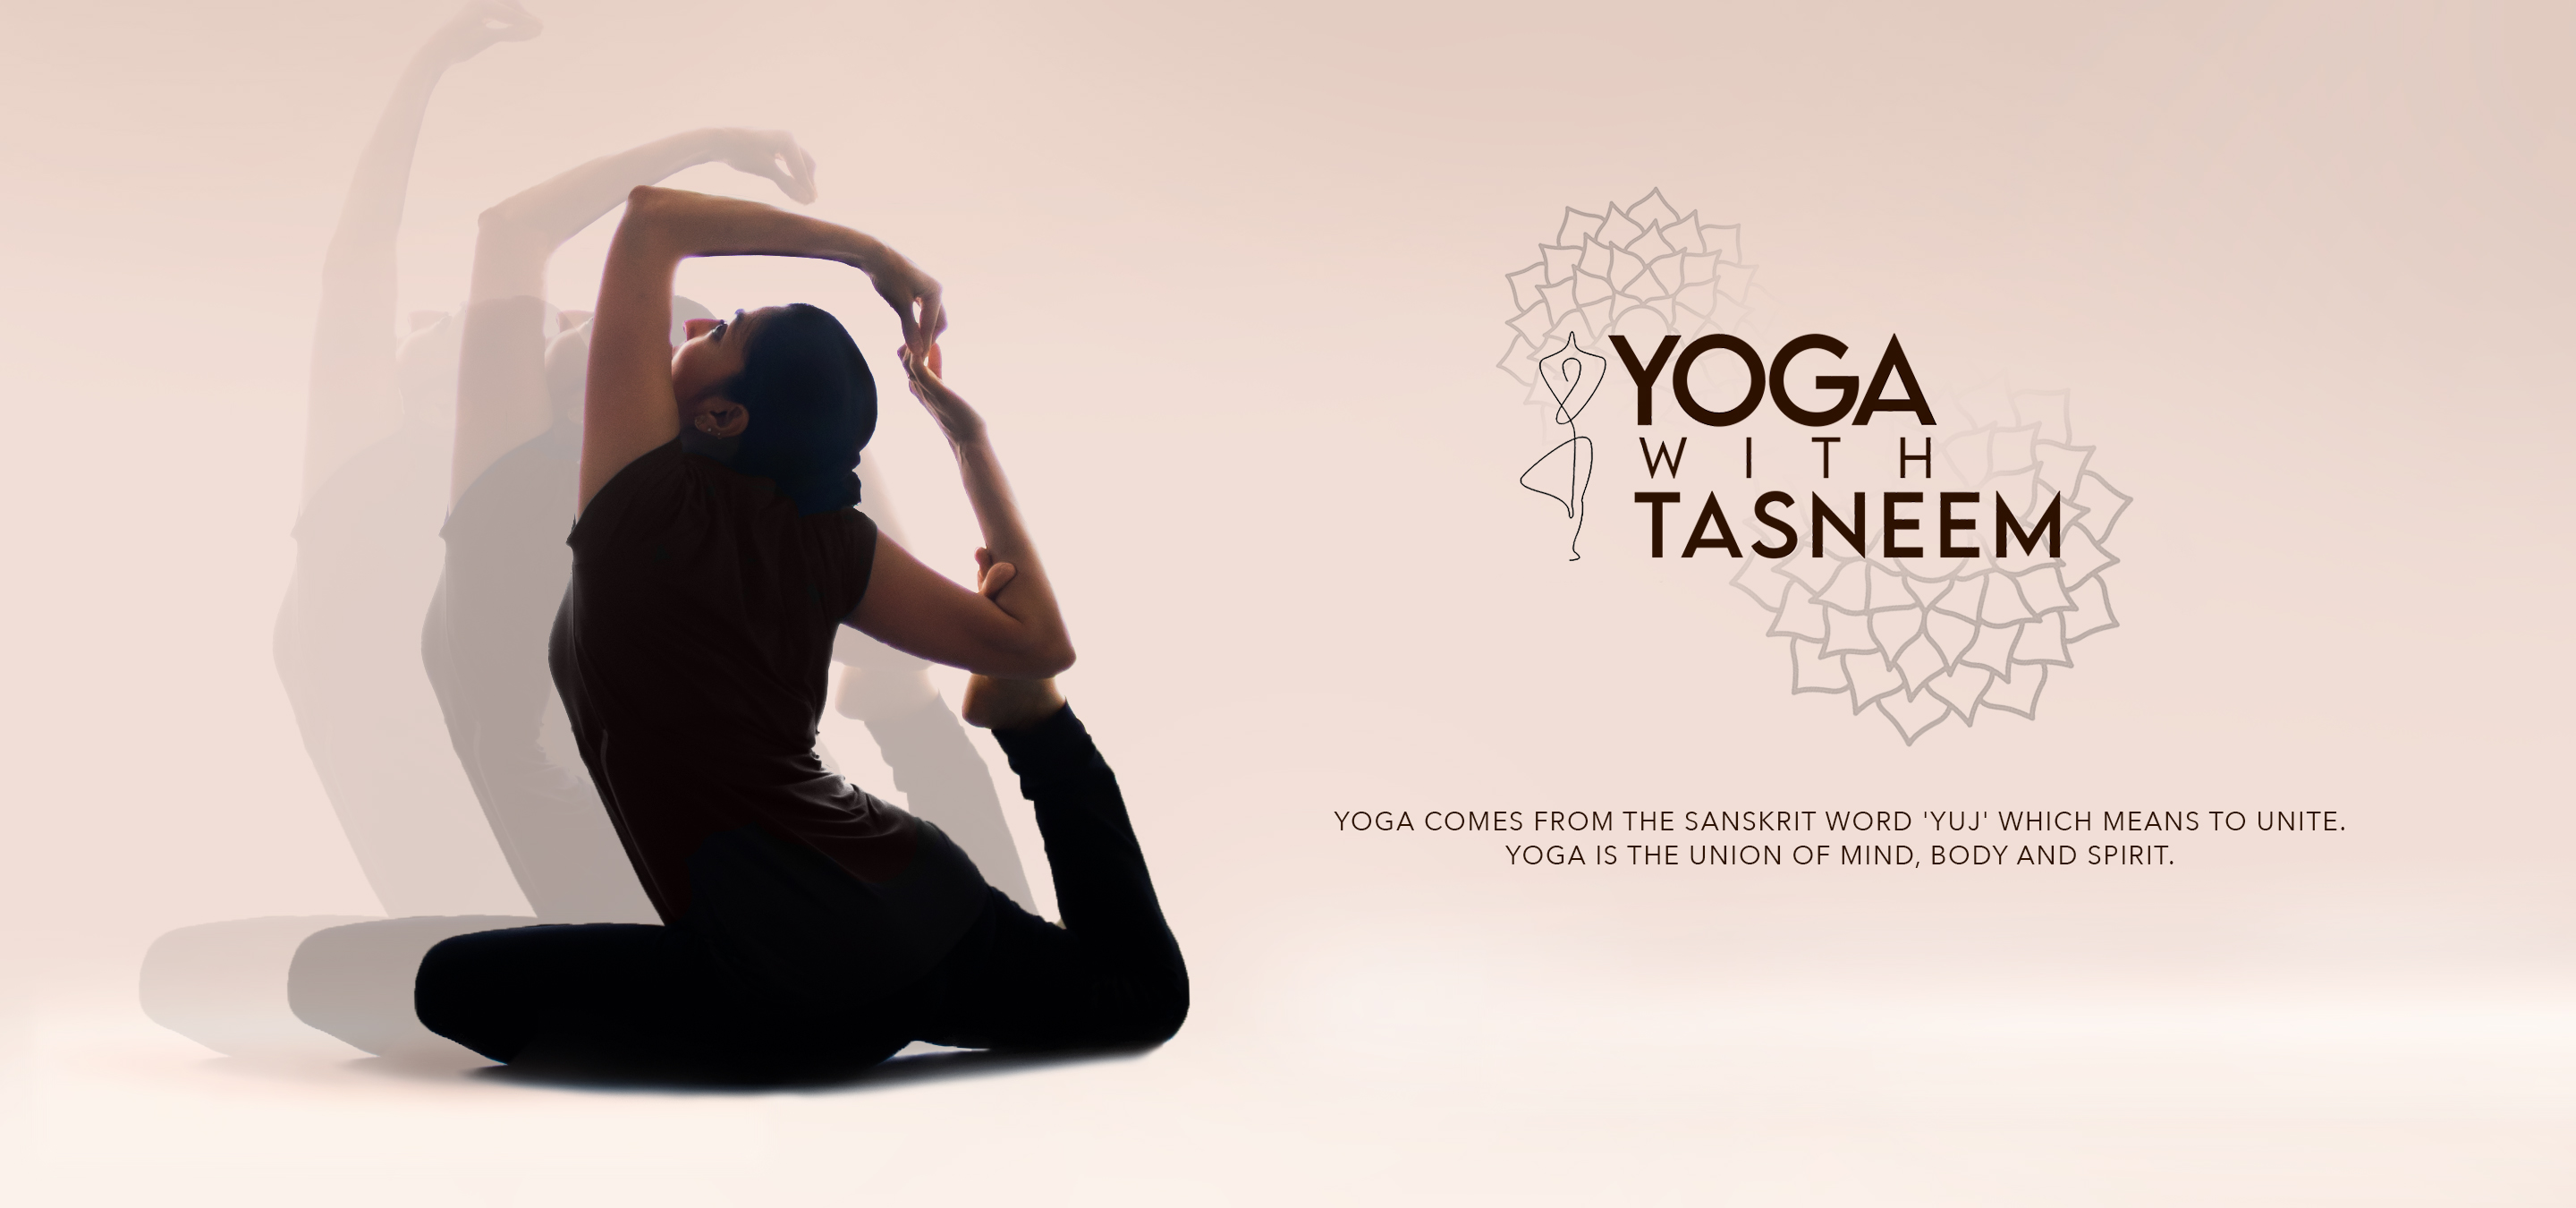 YOGA
WITH
TASNEEM
YOGA COMES FROM THE SANSKRIT WORD 'YUJ' WHICH MEANS TO UNITE.
YOGA IS THE UNION OF MIND, BODY AND SPIRIT.